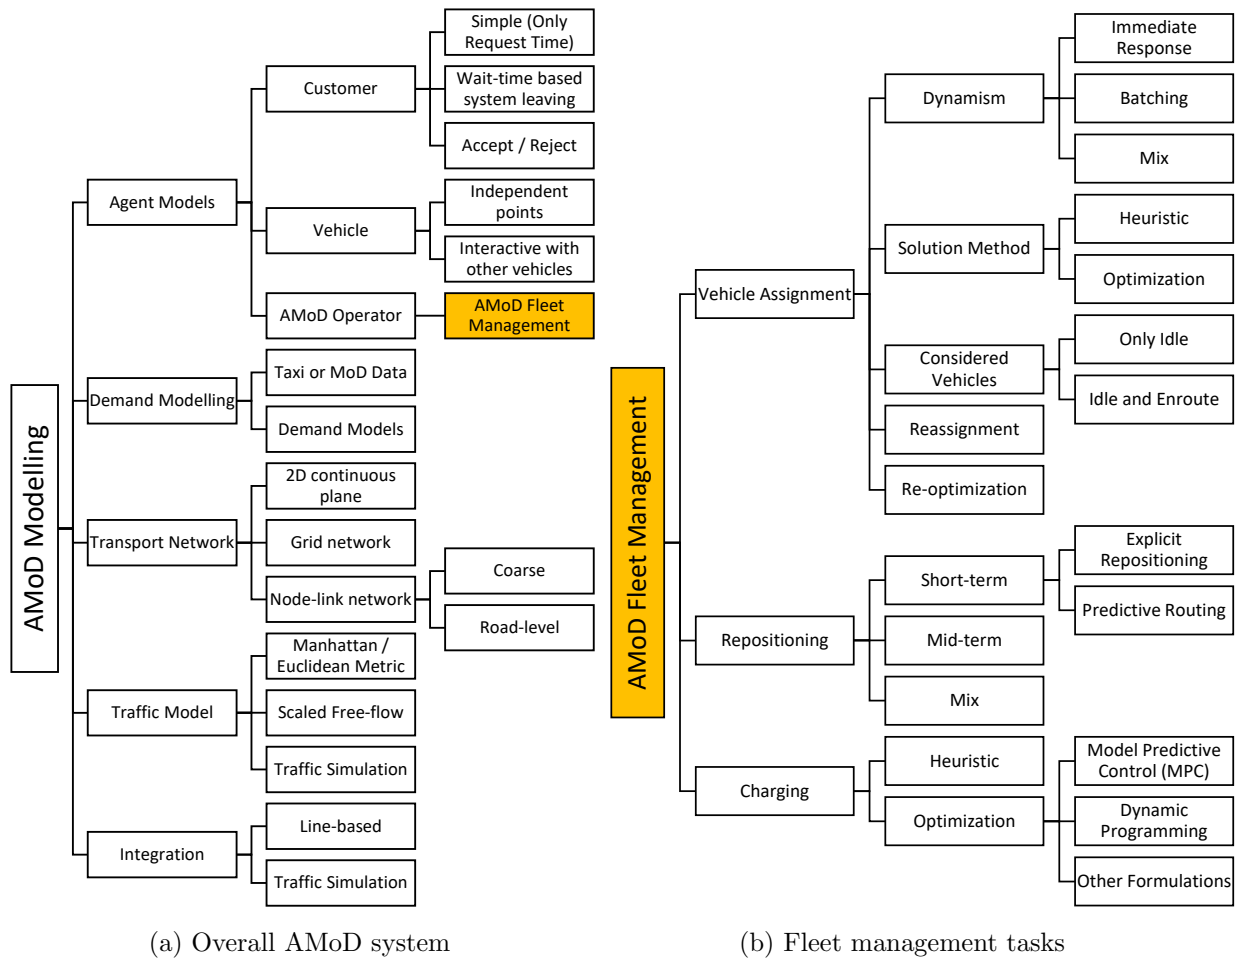 AMoD Modelling
Agent Models
Customer
Simple (Only
Request Time)
Wait-time based
system leaving
Accept / Reject
Vehicle
Independent
points
Interactive with
other vehicles
AMoD Operator
AMoD Fleet
Management
Demand Modelling
Taxi or MoD Data
Demand Models
Transport Network
2D continuous
plane
Grid network
Node-link network
Coarse
Road-level
Traffic Model
Manhattan /
Euclidean Metric
Scaled Free-flow
Traffic Simulation
Integration
Line-based
Traffic Simulation
(a) Overall AMoD system
AMoD Fleet Management
Vehicle Assignment
Dynamism
Immediate
Response
Batching
Mix
Solution Method
Heuristic
Optimization
Considered
Vehicles
Only Idle
Idle and Enroute
Reassignment
Re-optimization
Repositioning
Short-term
Explicit
Repositioning
Predictive Routing
Mid-term
Mix
Charging
Heuristic
Optimization
Model Predictive
Control (MPC)
Dynamic
Programming
Other Formulations
(b) Fleet management tasks